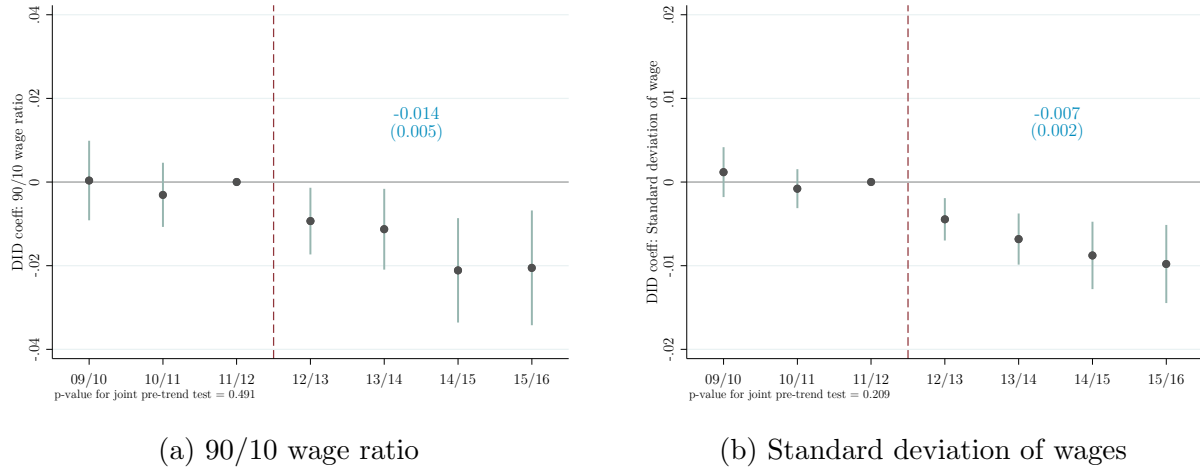 DID coeff: 90/10 wage ratio
.04
.02
0
-.02
-.04
-0.014
(0.005)
09/10 10/11 11/12 12/13 13/14 14/15 15/16
p-value for joint pre-trend test = 0.491
(a) 90/10 wage ratio
DID coeff: Standard deviation of wage
.02
.01
0
-.01
-.02
-0.007
(0.002)
09/10 10/11 11/12 12/13 13/14 14/15 15/16
p-value for joint pre-trend test = 0.209
(b) Standard deviation of wages